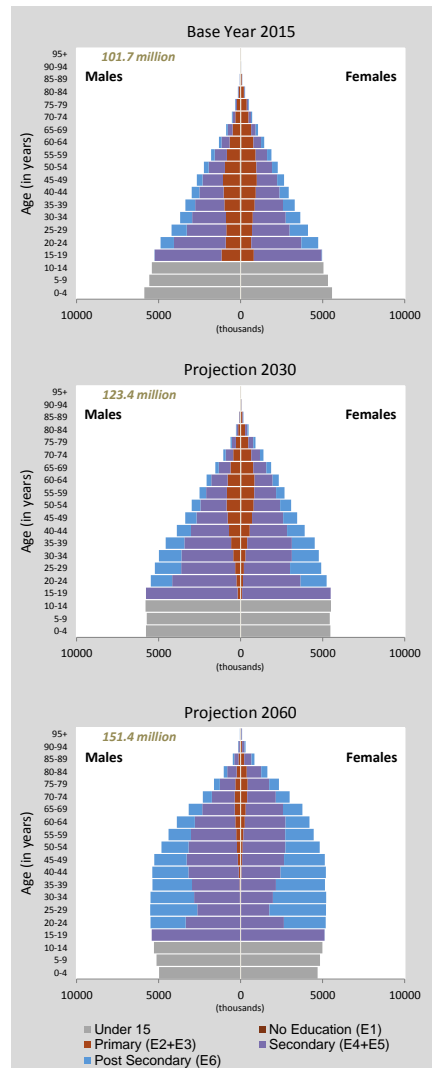 Base Year 2015
101.7 million
Males
Females
Age (in years)
95+
90-94
85-89
80-84
75-79
70-74
65-69
60-64
55-59
50-54
45-49
40-44
35-39
30-34
25-29
20-24
15-19
10-14
5-9
0-4
10000 5000 0 5000 10000
(thousands)
Projection 2030
123.4 million
Males
Females
Age (in years)
95+
90-94
85-89
80-84
75-79
70-74
65-69
60-64
55-59
50-54
45-49
40-44
35-39
30-34
25-29
20-24
15-19
10-14
5-9
0-4
10000 5000 0 5000 10000
(thousands)
Projection 2060
151.4 million
Males
Females
Age (in years)
95+
90-94
85-89
80-84
75-79
70-74
65-69
60-64
55-59
50-54
45-49
40-44
35-39
30-34
25-29
20-24
15-19
10-14
5-9
0-4
10000 5000 0 5000 10000
(thousands)
Under 15
No Education (E1)
Primary (E2+E3)
Secondary (E4+E5)
Post Secondary (E6)